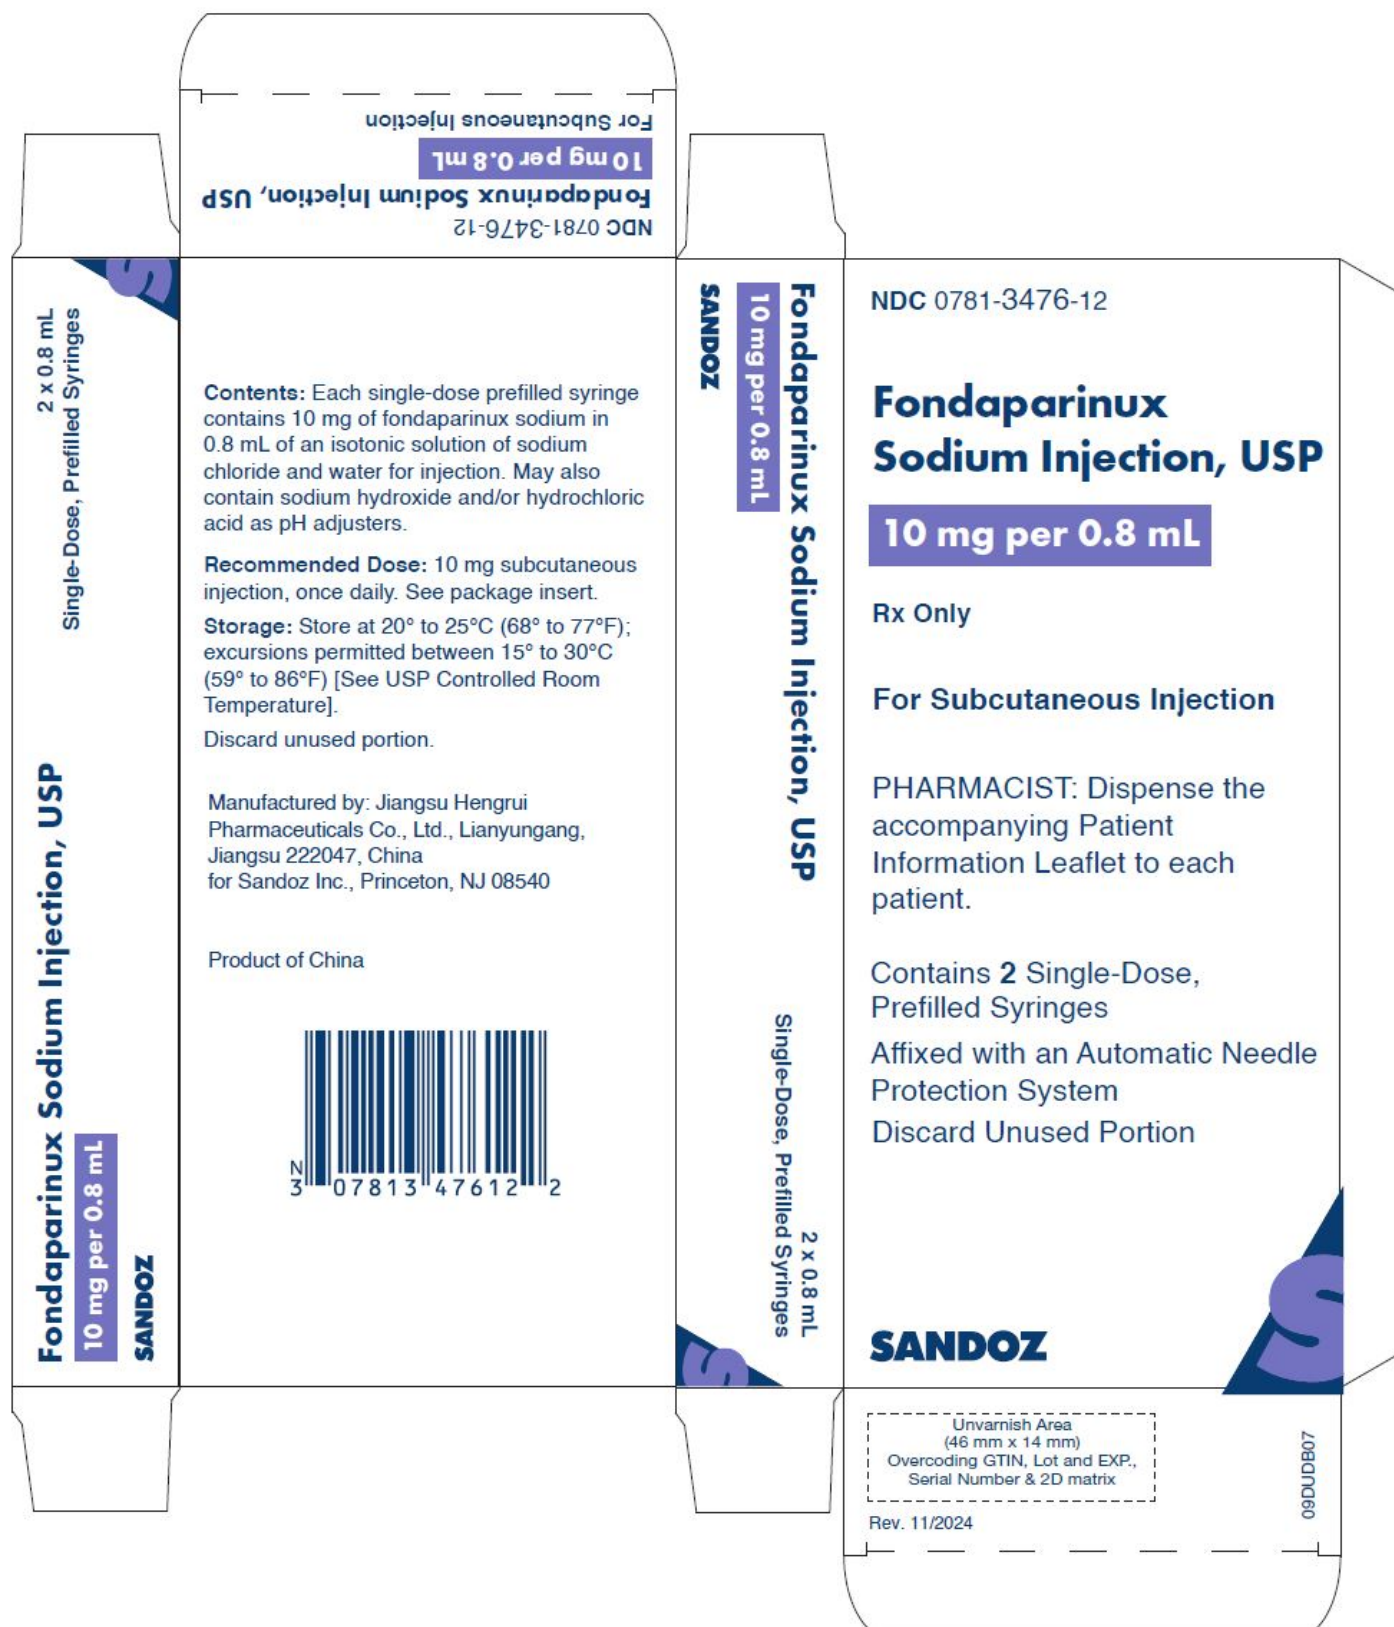 For Subcutaneous Injection
10 mg per 0.8 mL
Fondaparinux Sodium Injection, USP
NDC 0781-3476-12
2 x 0.8 mL
Single-Dose, Prefilled Syringes
Fondaparinux Sodium Injection, USP
10 mg per 0.8 mL
SANDOZ
S
Contents: Each single-dose prefilled syringe
contains 10 mg of fondaparinux sodium in
0.8 mL of an isotonic solution of sodium
chloride and water for injection. May also
contain sodium hydroxide and/or hydrochloric
acid as pH adjusters.
Recommended Dose: 10 mg subcutaneous
injection, once daily. See package insert.
Storage: Store at 20° to 25°C (68° to 77°F);
excursions permitted between 15° to 30°C
(59° to 86°F) [See USP Controlled Room
Temperature].
Discard unused portion.
Manufactured by: Jiangsu Hengrui
Pharmaceuticals Co., Ltd., Lianyungang,
Jiangsu 222047, China
for Sandoz Inc., Princeton, NJ 08540
Product of China
N
3 07813 47612 2
Fondaparinux Sodium Injection, USP
10 mg per 0.8 mL
SANDOZ
2 x 0.8 mL
Single-Dose, Prefilled Syringes
S
NDC 0781-3476-12
Fondaparinux
Sodium Injection, USP
10 mg per 0.8 mL
Rx Only
For Subcutaneous Injection
PHARMACIST: Dispense the
accompanying Patient
Information Leaflet to each
patient.
Contains 2 Single-Dose,
Prefilled Syringes
Affixed with an Automatic Needle
Protection System
Discard Unused Portion
SANDOZ
S
Unvarnish Area
(46 mm x 14 mm)
Overcoding GTIN, Lot and EXP.,
Serial Number & 2D matrix
Rev. 11/2024
09DUDB07